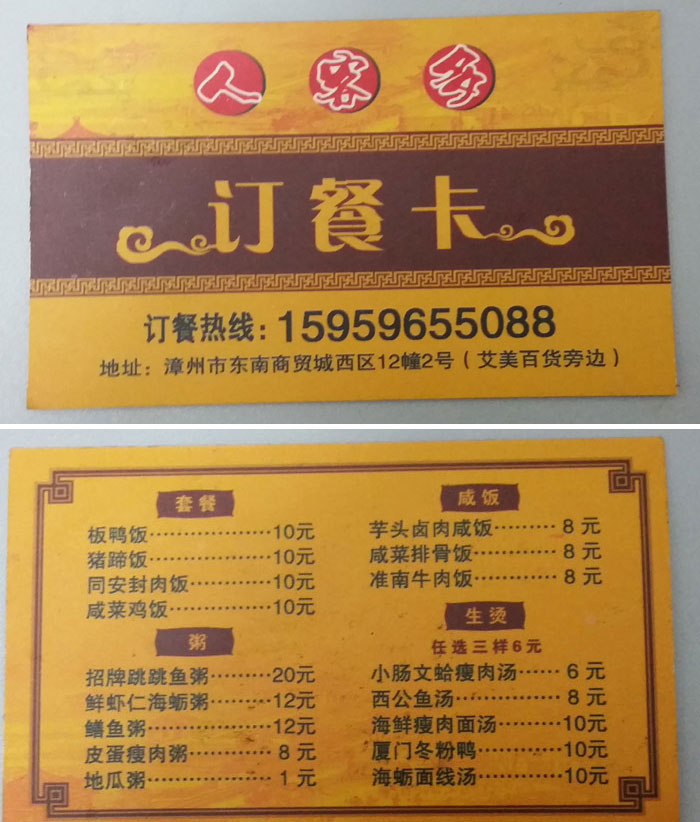 人客多
订餐卡
订餐热线：15959655088
地址：漳州市东南商贸城西区12幢2号（艾美百货旁边）
套餐
板鸭饭··················10元
猪蹄饭··················10元
同安封肉饭············10元
咸菜鸡饭···············10元
粥
招牌跳跳鱼粥·········20元
鲜虾仁海蛎粥·········12元
鳝鱼粥··················12元
皮蛋瘦肉粥············8元
地瓜粥··················1元
咸饭
芋头卤肉咸饭·········8元
咸菜排骨饭············8元
准南牛肉饭············8元
生烫
任选三样6元
小肠文蛤瘦肉汤······6元
西公鱼汤···············8元
海鲜瘦肉面汤·········10元
厦门冬粉鸭············10元
海蛎面线汤············10元